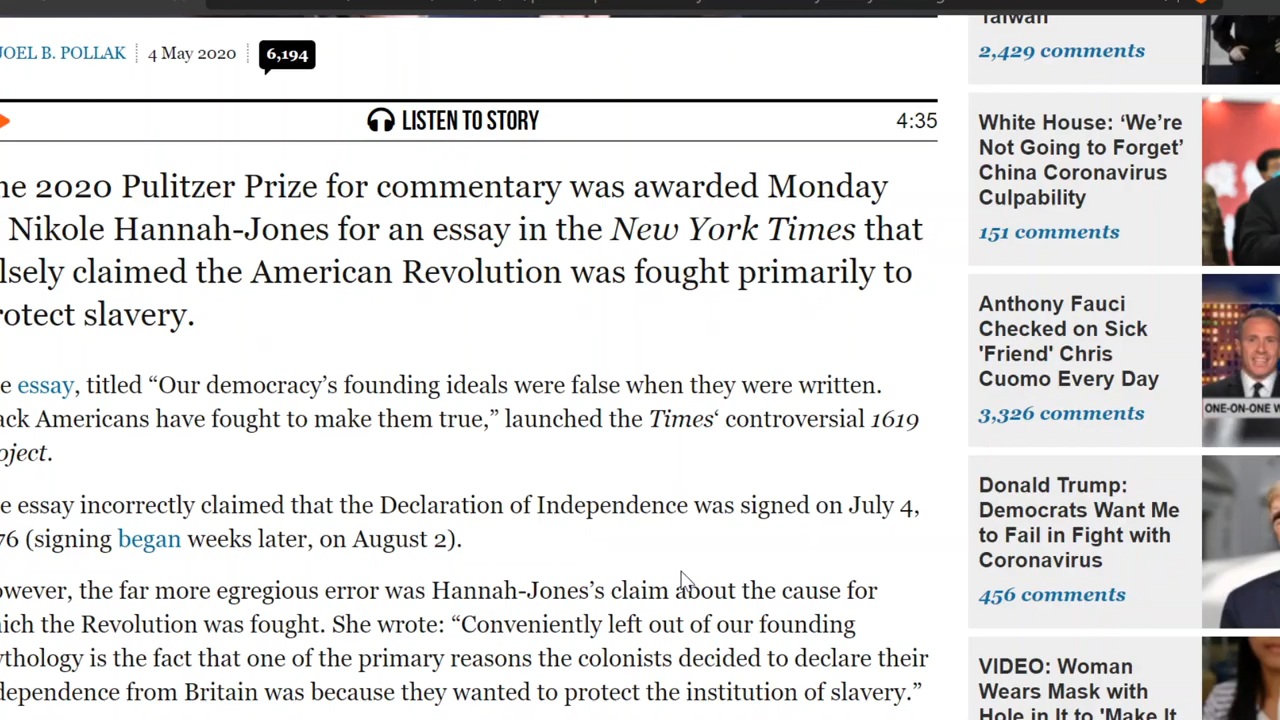 JOEL B. POLLAK
4 May 2020
6,194
LISTEN TO STORY
4:35
2020 Pulitzer Prize for commentary was awarded Monday
Nikole Hannah-Jones for an essay in the New York Times that
claimed the American Revolution was fought primarily to
slavery.
essay, titled “Our democracy’s founding ideals were false when they were written.
Americans have fought to make them true,” launched the Times‘ controversial 1619
essay incorrectly claimed that the Declaration of Independence was signed on July 4,
(signing began weeks later, on August 2).
the far more egregious error was Hannah-Jones’s claim about the cause for
the Revolution was fought. She wrote: “Conveniently left out of our founding
is the fact that one of the primary reasons the colonists decided to declare their
from Britain was because they wanted to protect the institution of slavery.”
Taiwan
2,429 comments
White House: ‘We’re
Not Going to Forget’
China Coronavirus
Culpability
151 comments
Anthony Fauci
Checked on Sick
'Friend' Chris
Cuomo Every Day
3,326 comments
ONE-ON-ONE
Donald Trump:
Democrats Want Me
to Fail in Fight with
Coronavirus
456 comments
VIDEO: Woman
Wears Mask with
Hole in It to 'Make It